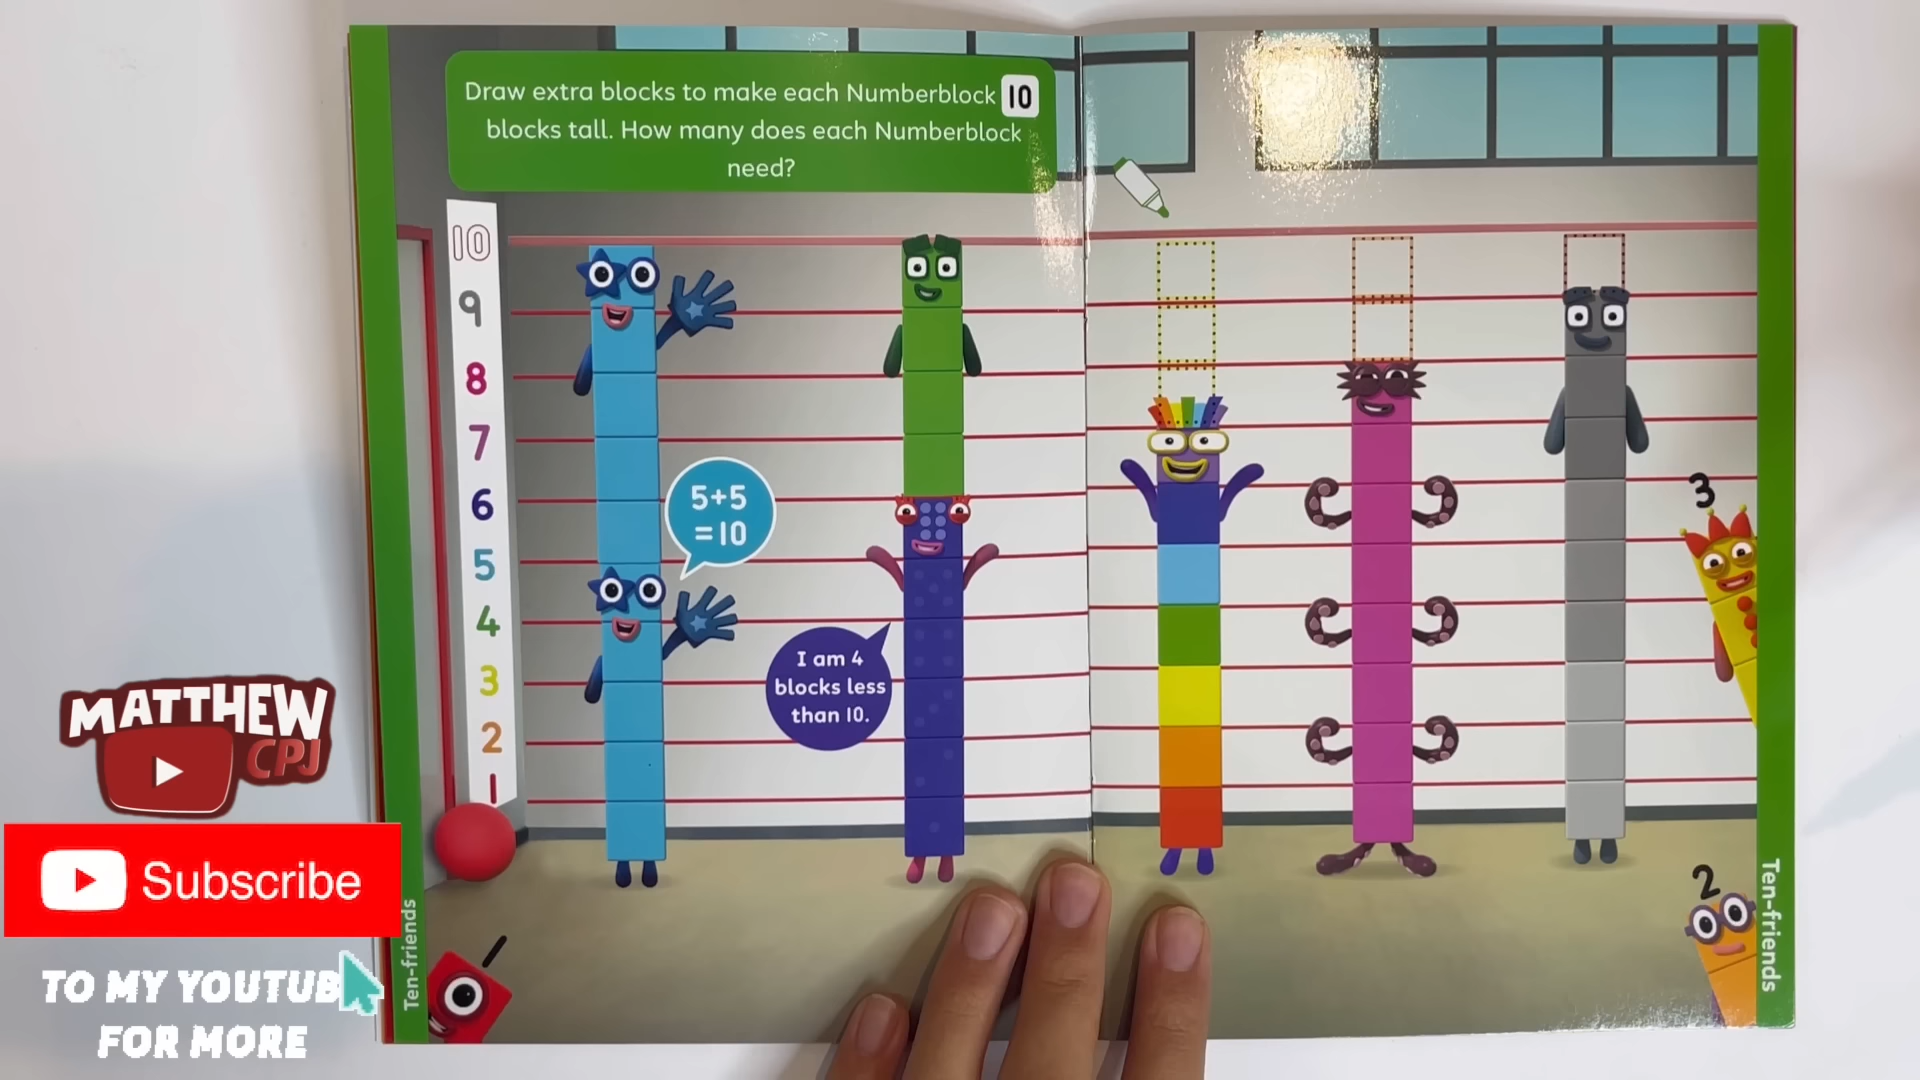 Draw extra blocks to make each Numberblock 10
blocks tall. How many does each Numberblock
need?
10
9
8
7
6
5
4
3
2
1
5+5
=10
I am 4
blocks less
than 10.
3
2
1
Ten-friends
Ten-friends
MATTHEW
CPJ
Subscribe
TO MY YOUTUB
FOR MORE